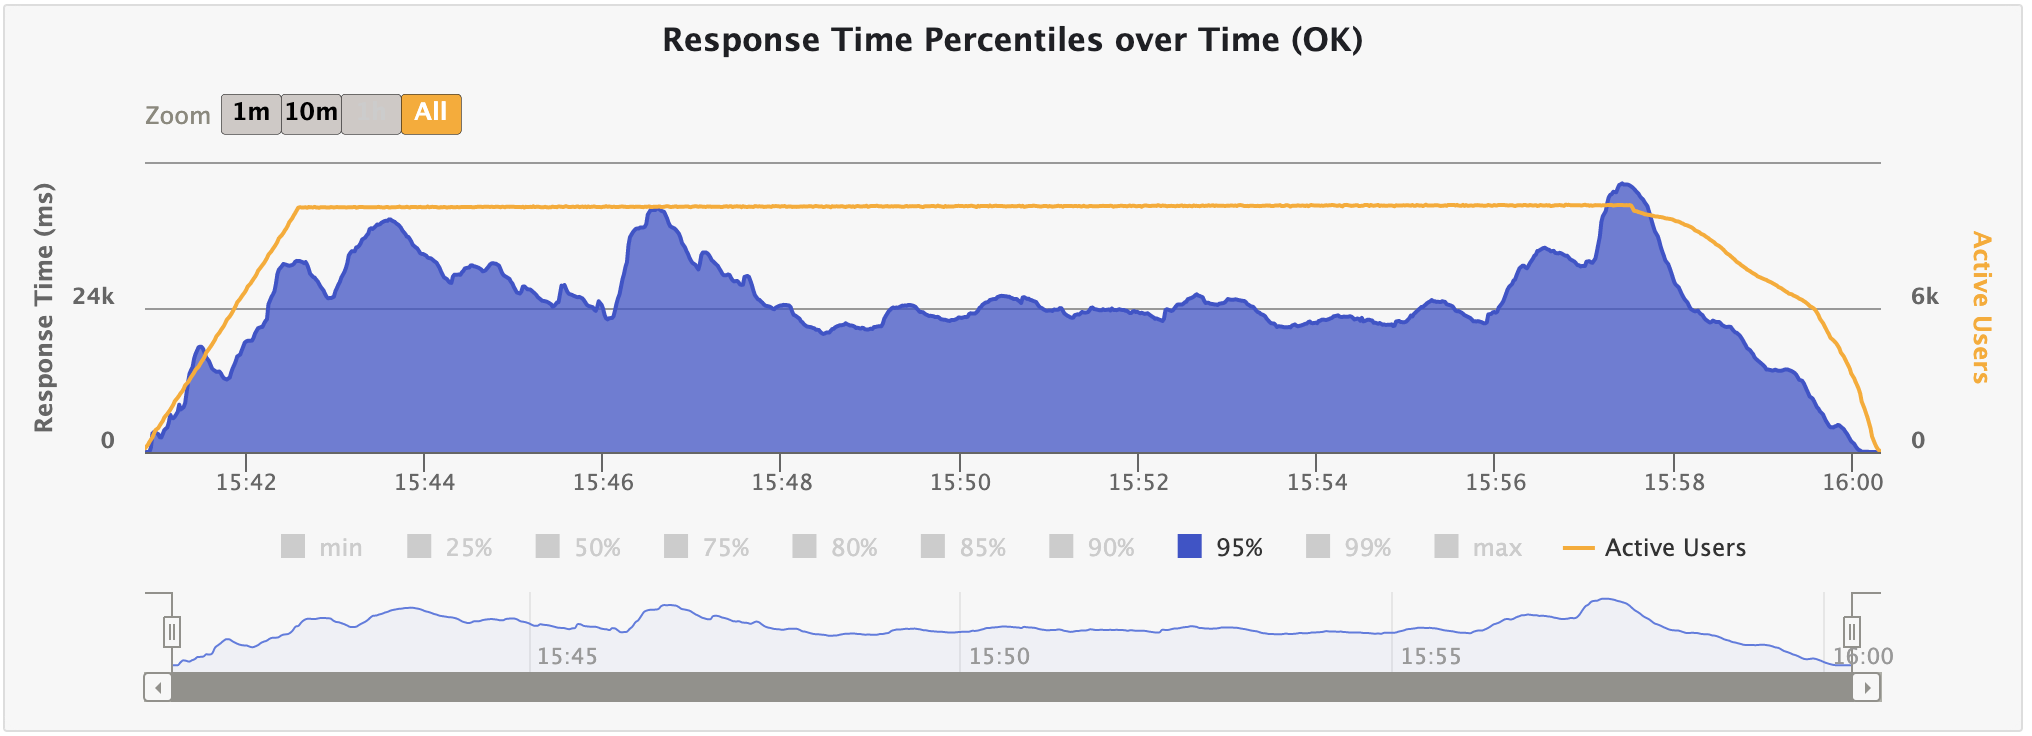 Response Time Percentiles over Time (OK)
Zoom 1m 10m 1h All
Response Time (ms)
24k
0
Active Users
6k
0
15:42 15:44 15:46 15:48 15:50 15:52 15:54 15:56 15:58 16:00
min 25% 50% 75% 80% 85% 90% 95% 99% max Active Users
15:45 15:50 15:55 16:00